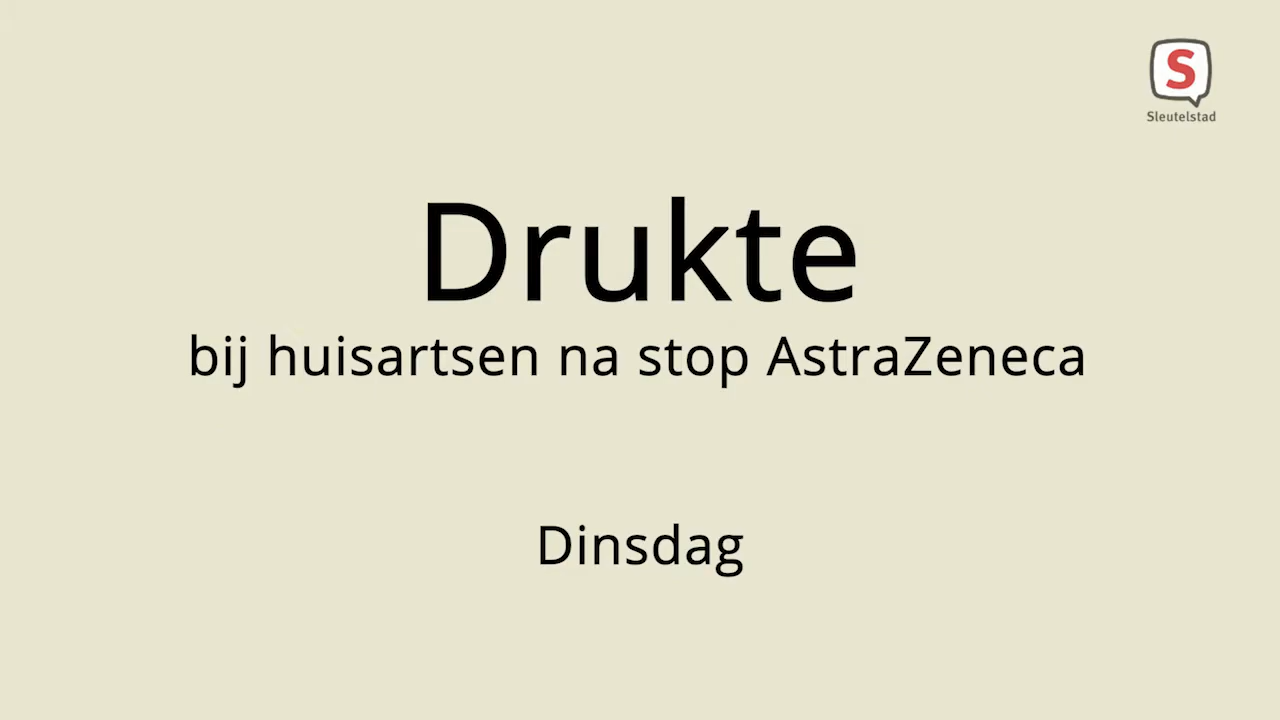 S
Sleutelstad
Drukte
bij huisartsen na stop AstraZeneca
Dinsdag